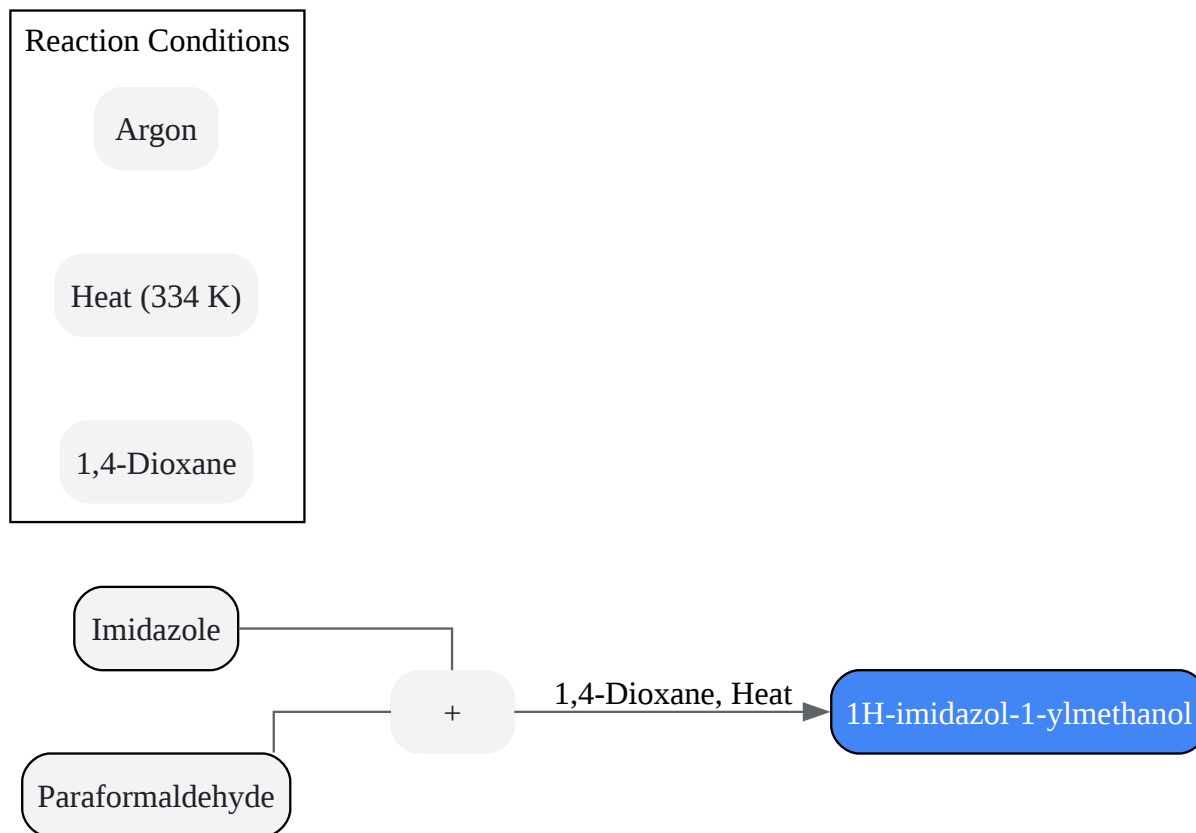 Reaction Conditions
Argon
Heat (334 K)
1,4-Dioxane
Imidazole
+
1,4-Dioxane, Heat
1H-imidazol-1-ylmethanol
Paraformaldehyde